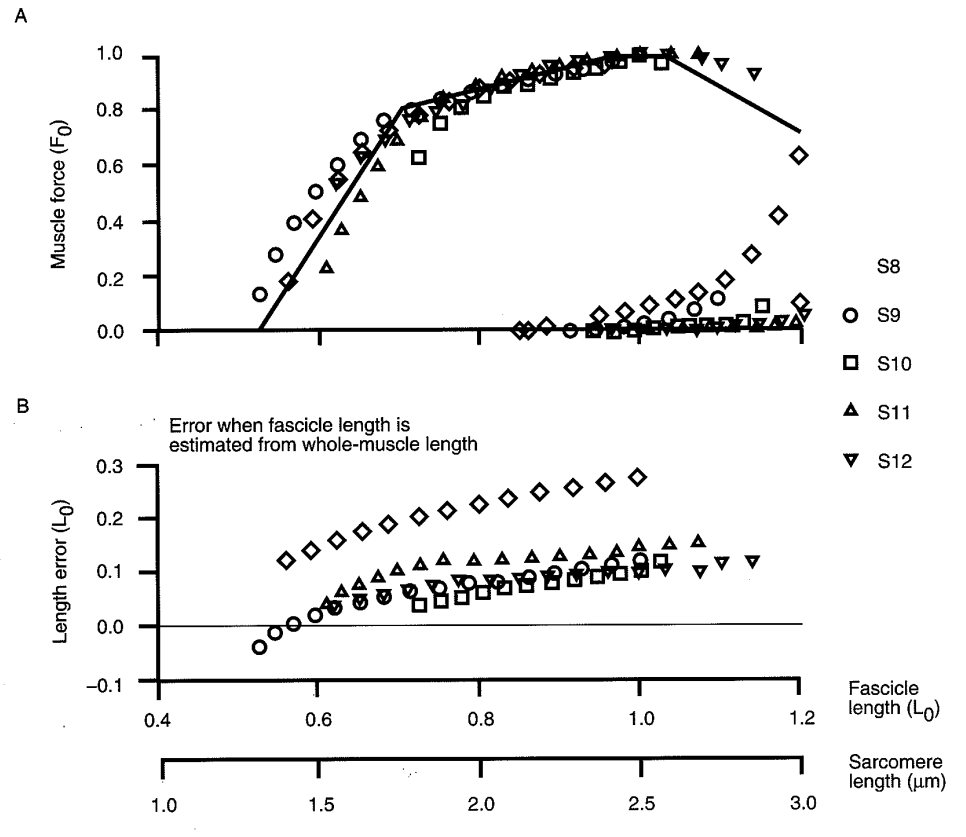 A
1.0
0.8
0.6
0.4
0.2
0.0
Muscle force (F0)
S8
S9
S10
S11
S12
B
Error when fascicle length is
estimated from whole-muscle length
0.3
0.2
0.1
0.0
−0.1
Length error (L0)
0.4 0.6 0.8 1.0 1.2
Fascicle
length (L0)
1.0 1.5 2.0 2.5 3.0
Sarcomere
length (μm)